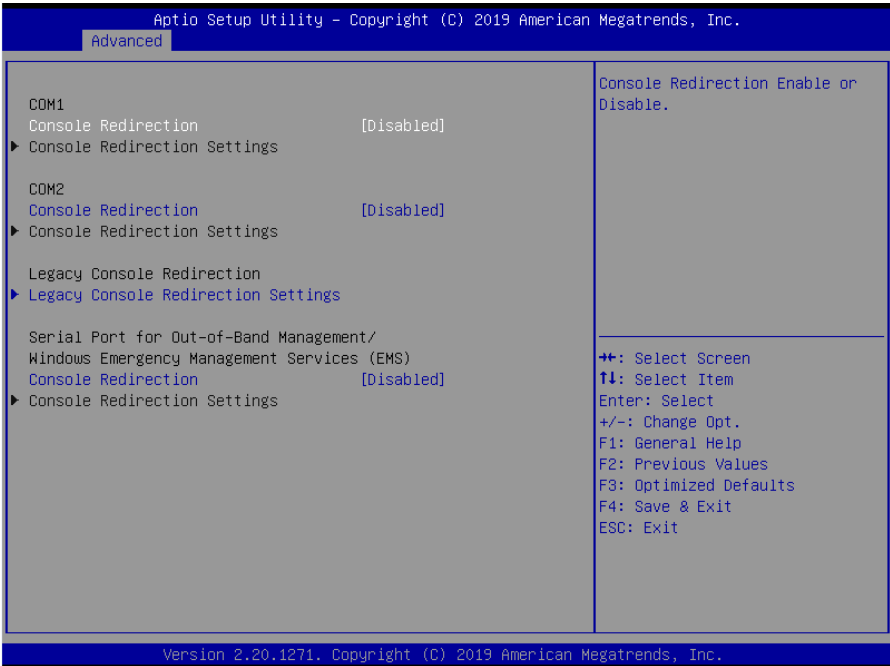 Aptio Setup Utility – Copyright (C) 2019 American Megatrends, Inc.
Advanced
COM1
Console Redirection [Disabled]
Console Redirection Settings
COM2
Console Redirection [Disabled]
Console Redirection Settings
Legacy Console Redirection
Legacy Console Redirection Settings
Serial Port for Out-of-Band Management/
Windows Emergency Management Services (EMS)
Console Redirection [Disabled]
Console Redirection Settings
Console Redirection Enable or
Disable.
→←: Select Screen
↑↓: Select Item
Enter: Select
+/-: Change Opt.
F1: General Help
F2: Previous Values
F3: Optimized Defaults
F4: Save & Exit
ESC: Exit
Version 2.20.1271. Copyright (C) 2019 American Megatrends, Inc.